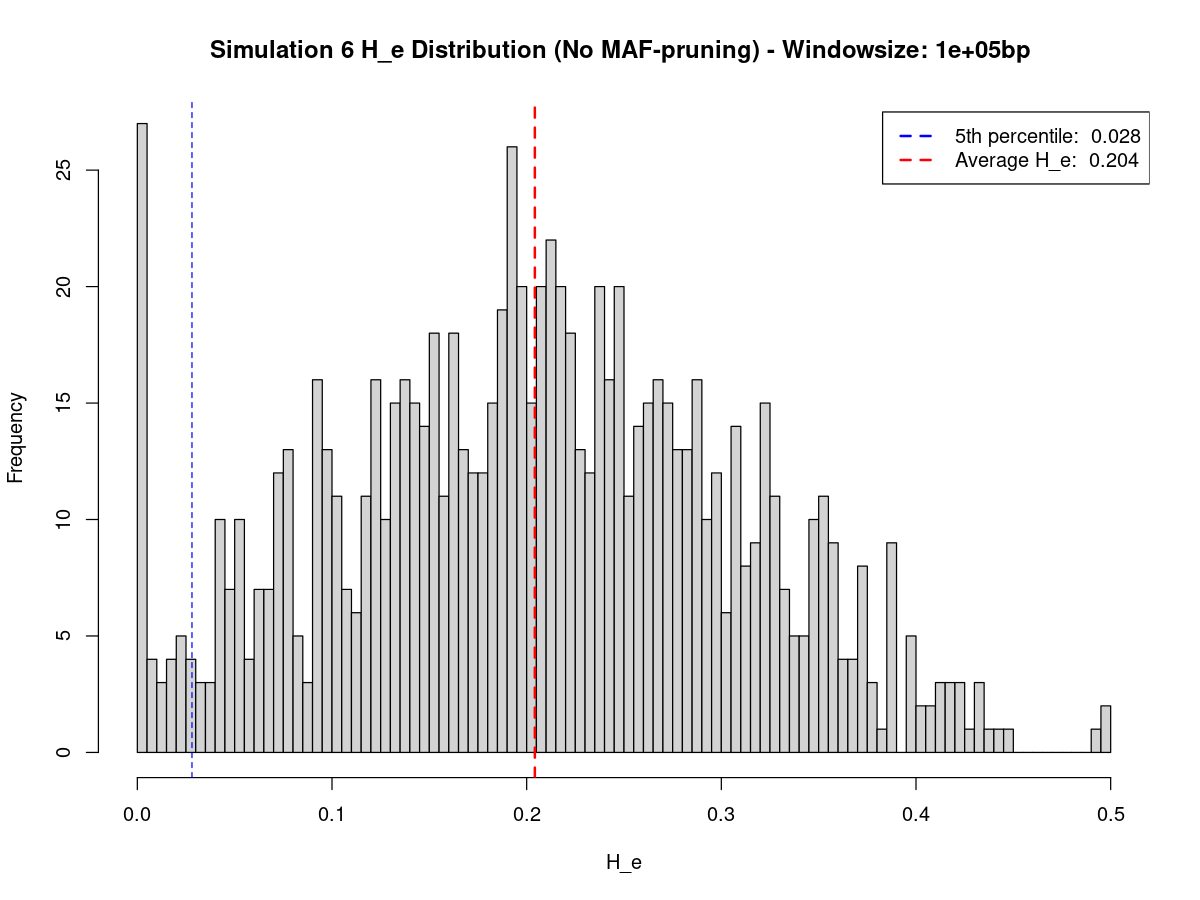 Simulation 6 H_e Distribution (No MAF-pruning) - Windowsize: 1e+05bp
5th percentile: 0.028
Average H_e: 0.204
Frequency
25
20
15
10
5
0
0.0 0.1 0.2 0.3 0.4 0.5
H_e